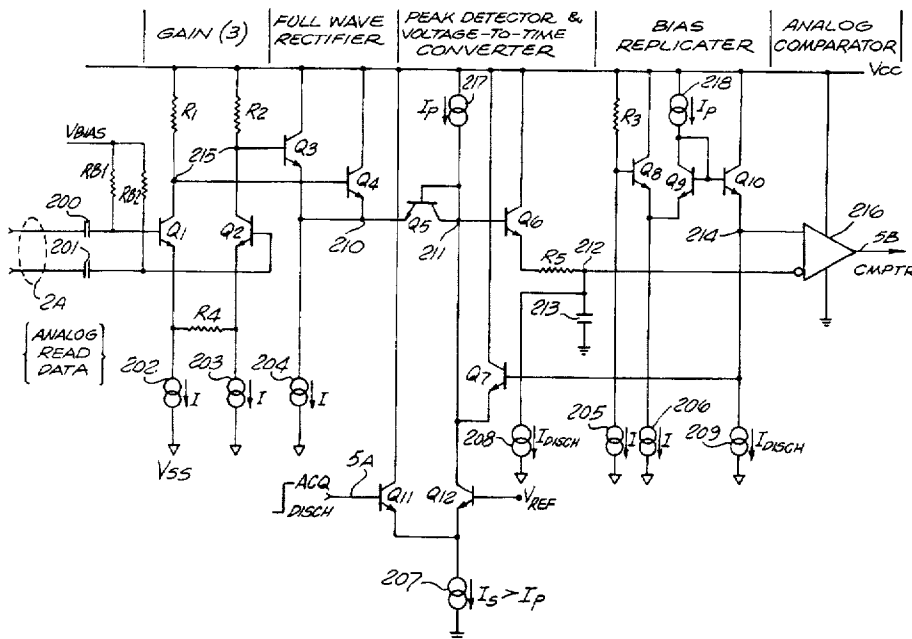 GAIN (3)
FULL WAVE
RECTIFIER
PEAK DETECTOR &
VOLTAGE-TO-TIME
CONVERTER
BIAS
REPLICATER
ANALOG
COMPARATOR
VCC
217
218
IP
IP
R1
R2
R3
VBIAS
RB1
RB2
215
Q3
Q4
Q8
Q9
Q10
200
Q1
Q2
Q5
Q6
216
201
210
211
212
214
5B
CMPTR
2A
R5
213
ANALOG
READ
DATA
R4
Q7
202
203
204
205
206
I
I
I
I
I
208
IDISCH
209
IDISCH
VSS
5A
ACQ
DISCH
Q11
Q12
VREF
207
IS > IP